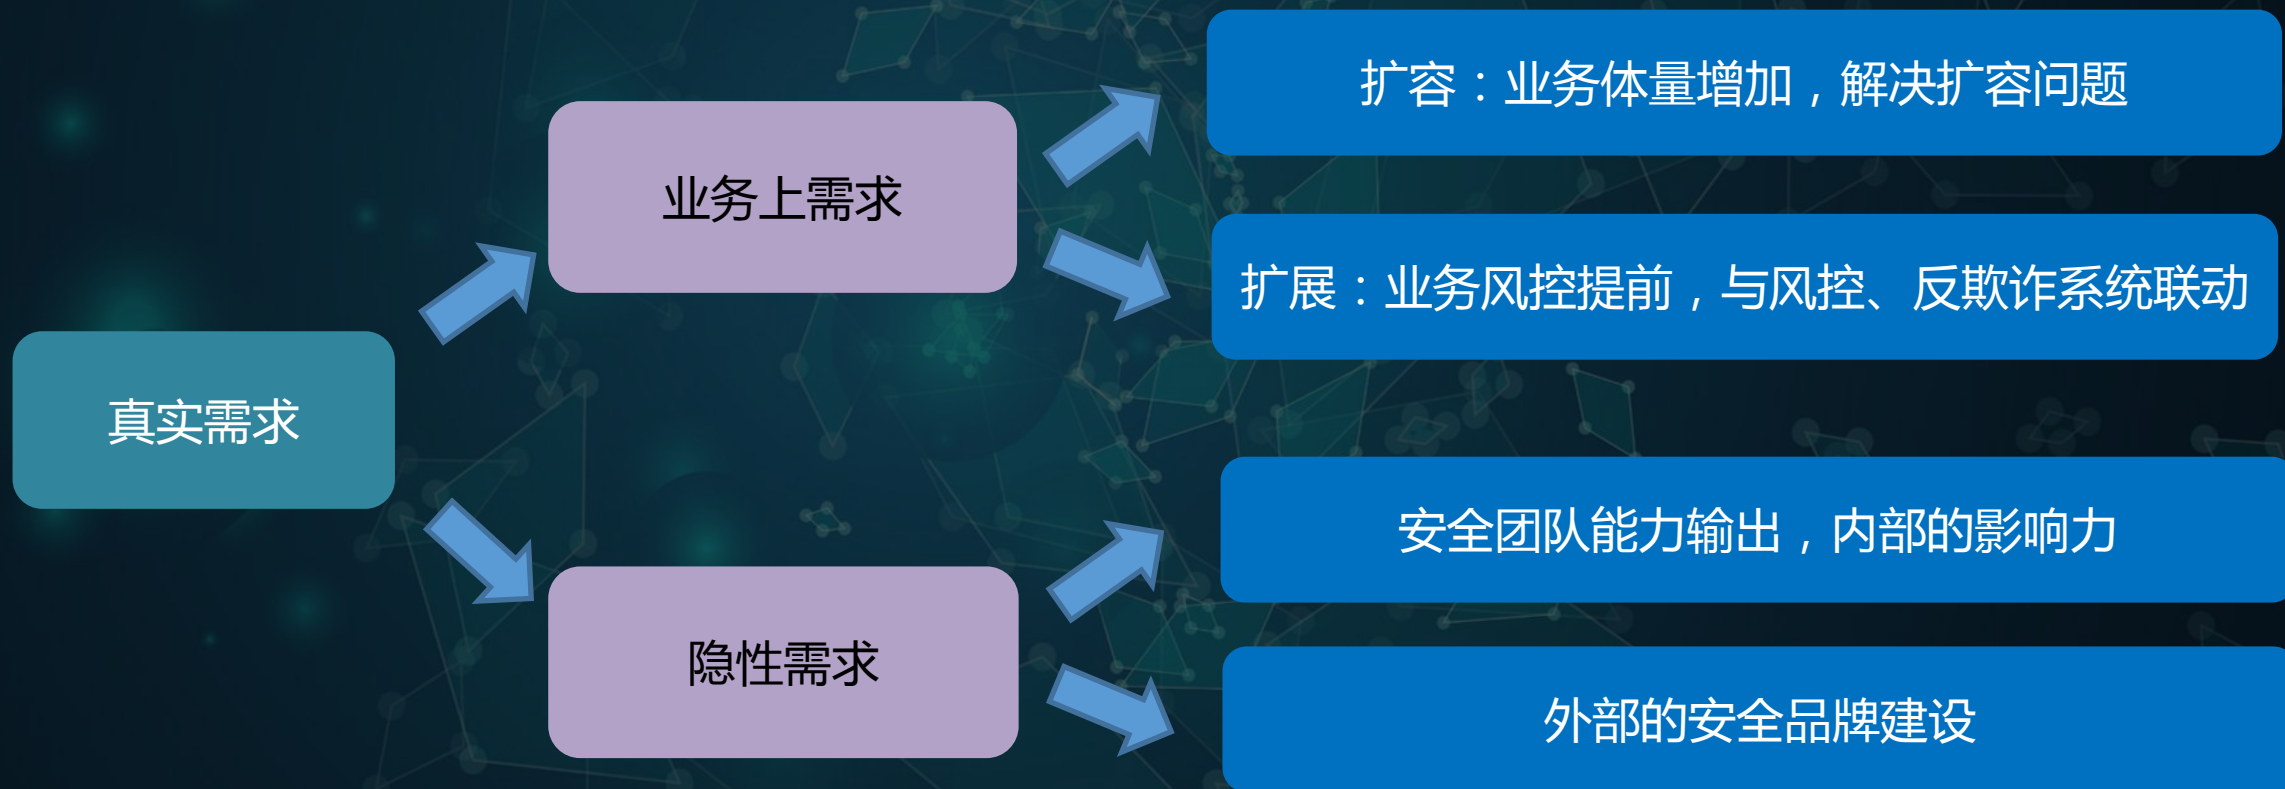 扩容：业务体量增加，解决扩容问题
业务上需求
扩展：业务风控提前，与风控、反欺诈系统联动
真实需求
安全团队能力输出，内部的影响力
隐性需求
外部的安全品牌建设